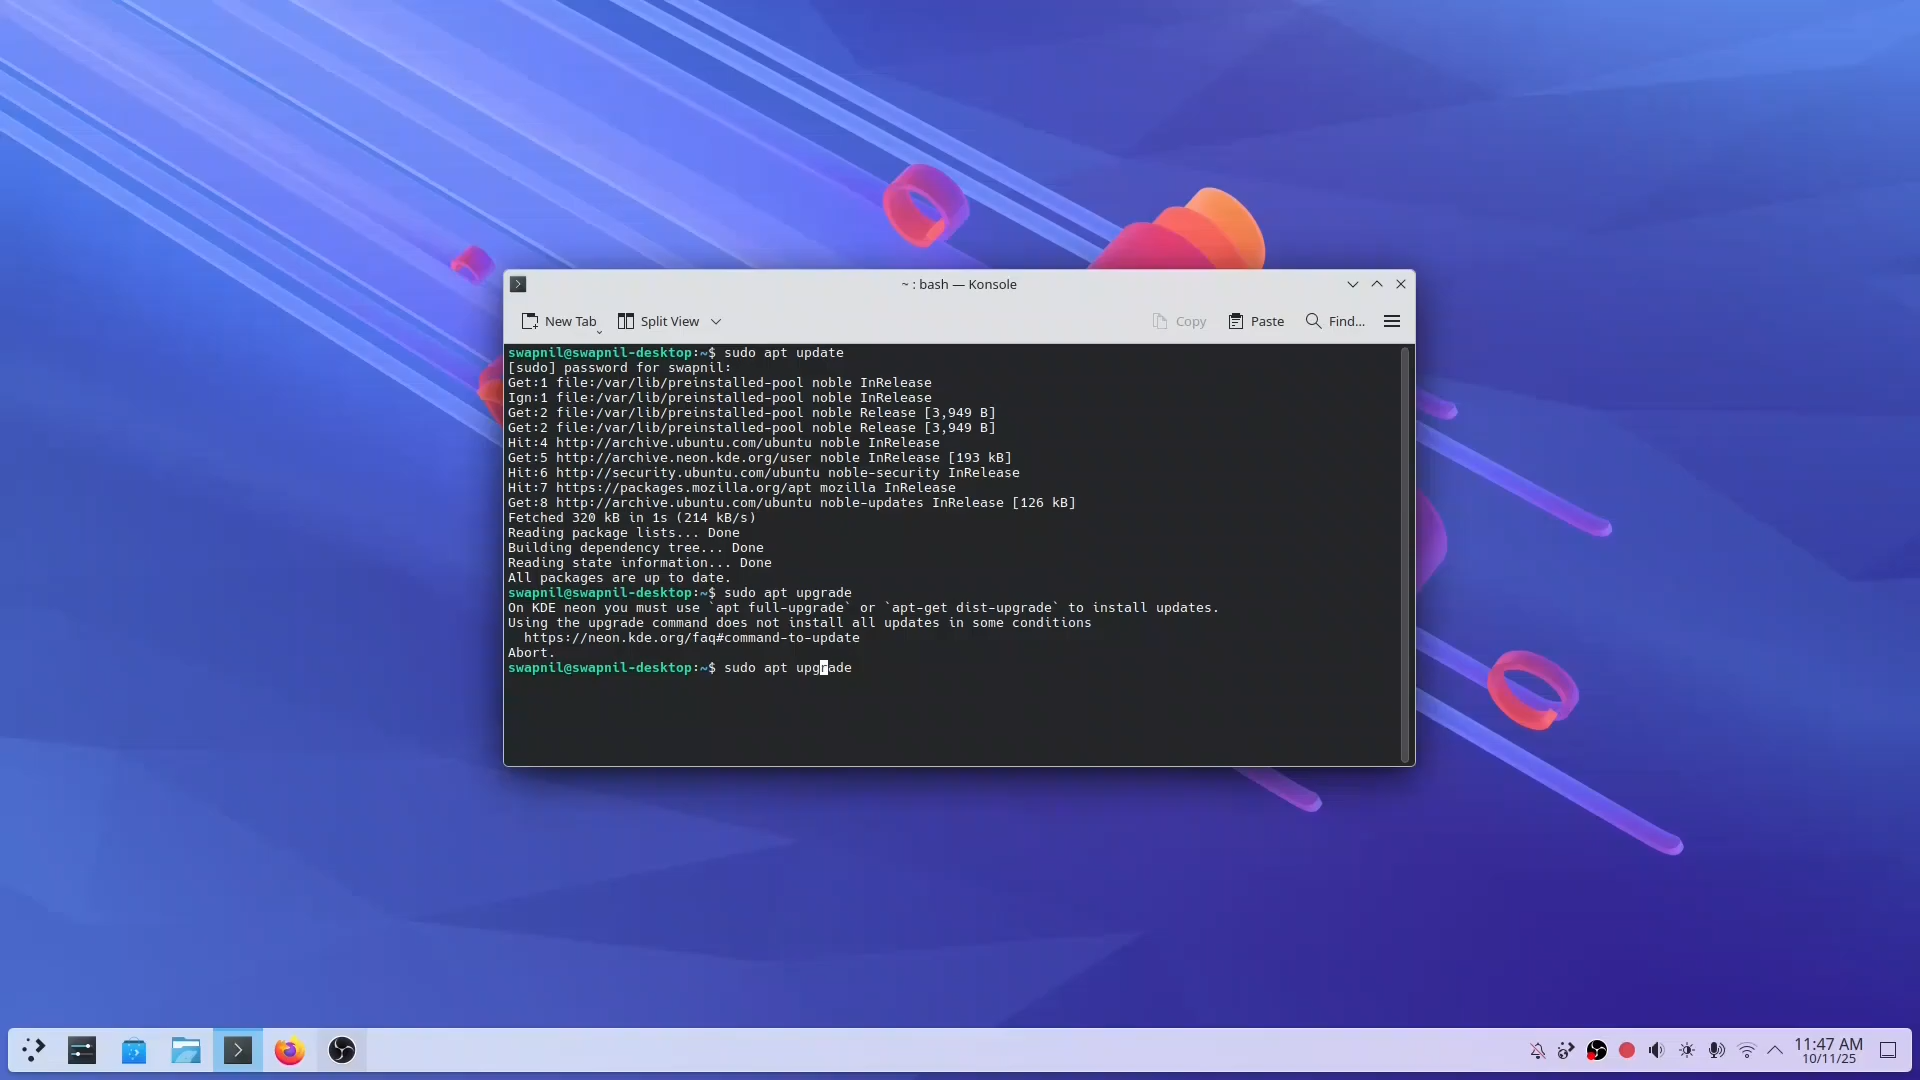 ~ : bash — Konsole
New Tab
Split View
Copy
Paste
Find...
swapnil@swapnil-desktop:~$ sudo apt update
[sudo] password for swapnil:
Get:1 file:/var/lib/preinstalled-pool noble InRelease
Ign:1 file:/var/lib/preinstalled-pool noble InRelease
Get:2 file:/var/lib/preinstalled-pool noble Release [3,949 B]
Get:2 file:/var/lib/preinstalled-pool noble Release [3,949 B]
Hit:4 http://archive.ubuntu.com/ubuntu noble InRelease
Get:5 http://archive.neon.kde.org/user noble InRelease [193 kB]
Hit:6 http://security.ubuntu.com/ubuntu noble-security InRelease
Hit:7 https://packages.mozilla.org/apt mozilla InRelease
Get:8 http://archive.ubuntu.com/ubuntu noble-updates InRelease [126 kB]
Fetched 320 kB in 1s (214 kB/s)
Reading package lists... Done
Building dependency tree... Done
Reading state information... Done
All packages are up to date.
swapnil@swapnil-desktop:~$ sudo apt upgrade
On KDE neon you must use `apt full-upgrade` or `apt-get dist-upgrade` to install updates.
Using the upgrade command does not install all updates in some conditions
  https://neon.kde.org/faq#command-to-update
Abort.
swapnil@swapnil-desktop:~$ sudo apt upgrade
11:47 AM
10/11/25